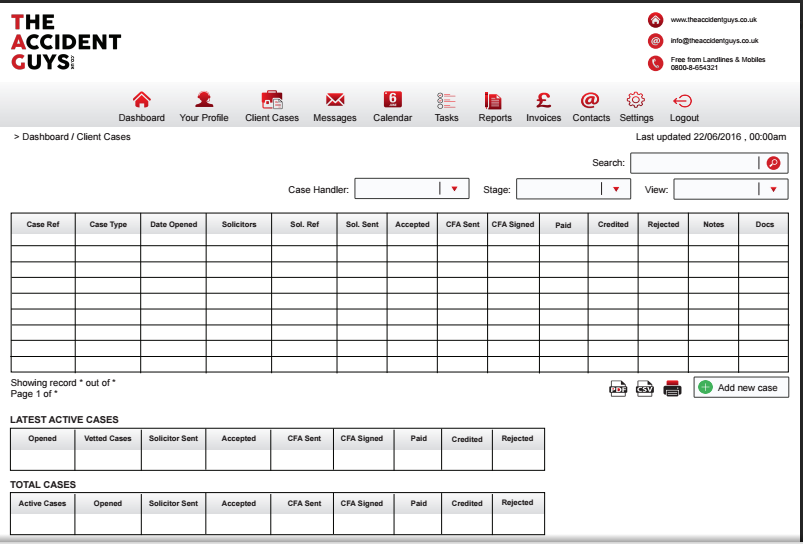 THE
ACCIDENT
GUYS
.co.uk
www.theaccidentguys.co.uk
info@theaccidentguys.co.uk
Free from Landlines & Mobiles
0800-8-654321
6
Dashboard Your Profile Client Cases Messages Calendar Tasks Reports Invoices Contacts Settings Logout
> Dashboard / Client Cases
Last updated 22/06/2016 , 00:00am
Search:
Case Handler: Stage: View:
Case Ref Case Type Date Opened Solicitors Sol. Ref Sol. Sent Accepted CFA Sent CFA Signed Paid Credited Rejected Notes Docs
Showing record * out of *
Page 1 of *
PDF CSV Add new case
LATEST ACTIVE CASES
Opened Vetted Cases Solicitor Sent Accepted CFA Sent CFA Signed Paid Credited Rejected
TOTAL CASES
Active Cases Opened Solicitor Sent Accepted CFA Sent CFA Signed Paid Credited Rejected